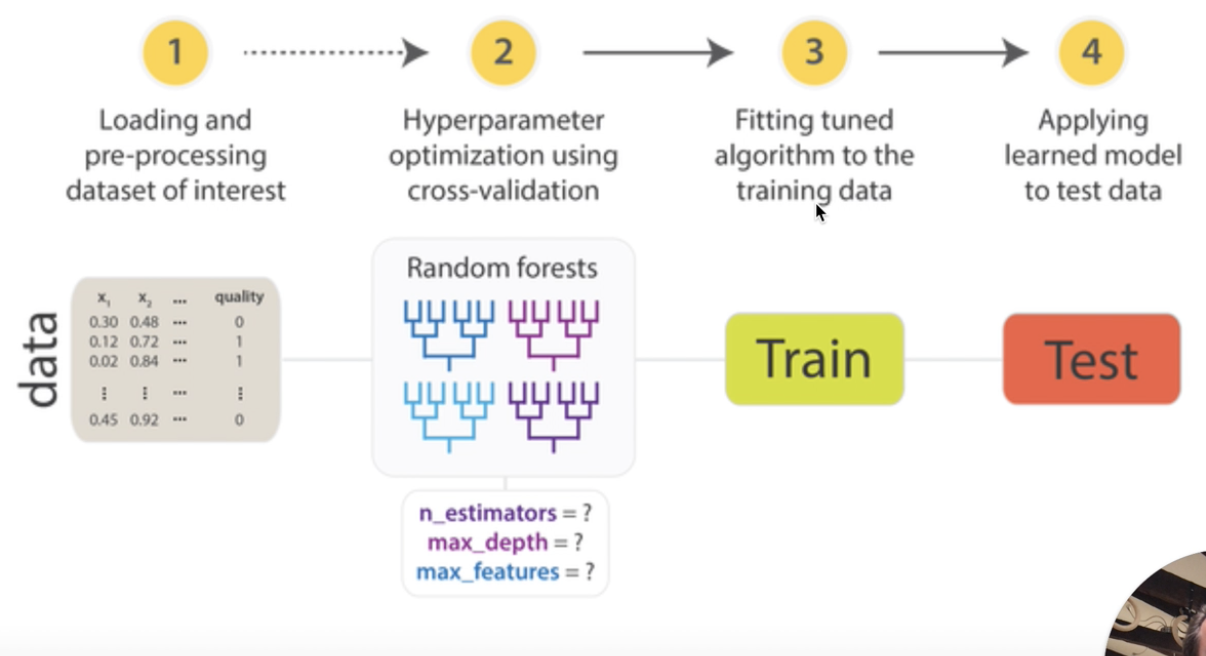 1
2
3
4
Loading and
pre-processing
dataset of interest
Hyperparameter
optimization using
cross-validation
Fitting tuned
algorithm to the
training data
Applying
learned model
to test data
data
x₁ x₂ ... quality
0.30 0.48 ... 0
0.12 0.72 ... 1
0.02 0.84 ... 1
⋮ ⋮ ... ⋮
0.45 0.92 ... 0
Random forests
n_estimators = ?
max_depth = ?
max_features = ?
Train
Test